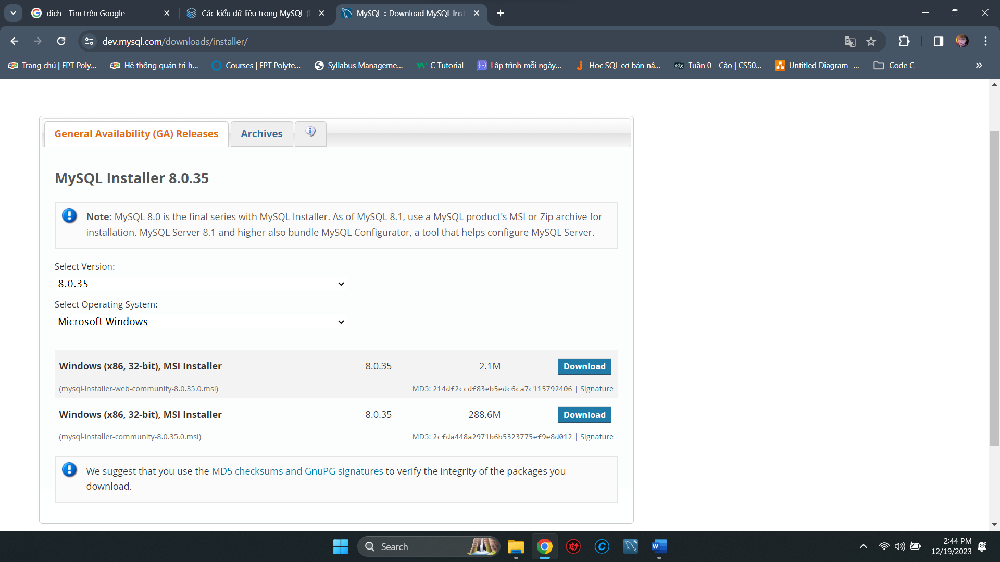 dịch - Tìm trên Google
Các kiểu dữ liệu trong MySQL (
MySQL :: Download MySQL Inst
dev.mysql.com/downloads/installer/
Trang chủ | FPT Poly...
Hệ thống quản trị h...
Courses | FPT Polyte...
Syllabus Manageme...
C Tutorial
Lập trình mỗi ngày...
Học SQL cơ bản nâ...
Tuần 0 - Cào | CS50...
Untitled Diagram -...
Code C
General Availability (GA) Releases
Archives
MySQL Installer 8.0.35
Note: MySQL 8.0 is the final series with MySQL Installer. As of MySQL 8.1, use a MySQL product's MSI or Zip archive for
installation. MySQL Server 8.1 and higher also bundle MySQL Configurator, a tool that helps configure MySQL Server.
Select Version:
8.0.35
Select Operating System:
Microsoft Windows
Windows (x86, 32-bit), MSI Installer 8.0.35 2.1M Download
(mysql-installer-web-community-8.0.35.0.msi) MD5: 214df2ccdf83eb5edc6ca7c115792406 | Signature
Windows (x86, 32-bit), MSI Installer 8.0.35 288.6M Download
(mysql-installer-community-8.0.35.0.msi) MD5: 2cfda448a2971b6b5323775ef9e8d012 | Signature
We suggest that you use the MD5 checksums and GnuPG signatures to verify the integrity of the packages you
download.
Search
2:44 PM
12/19/2023